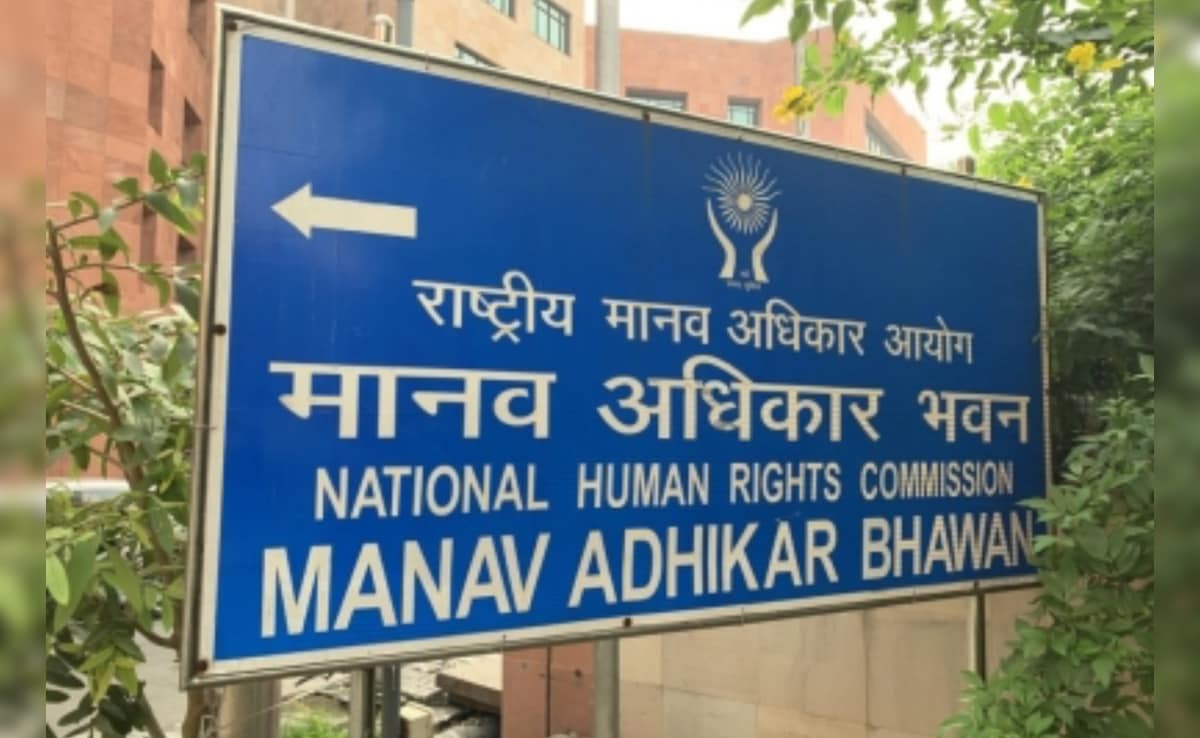 राष्ट्रीय मानव अधिकार आयोग
मानव अधिकार भवन
NATIONAL HUMAN RIGHTS COMMISSION
MANAV ADHIKAR BHAWAN